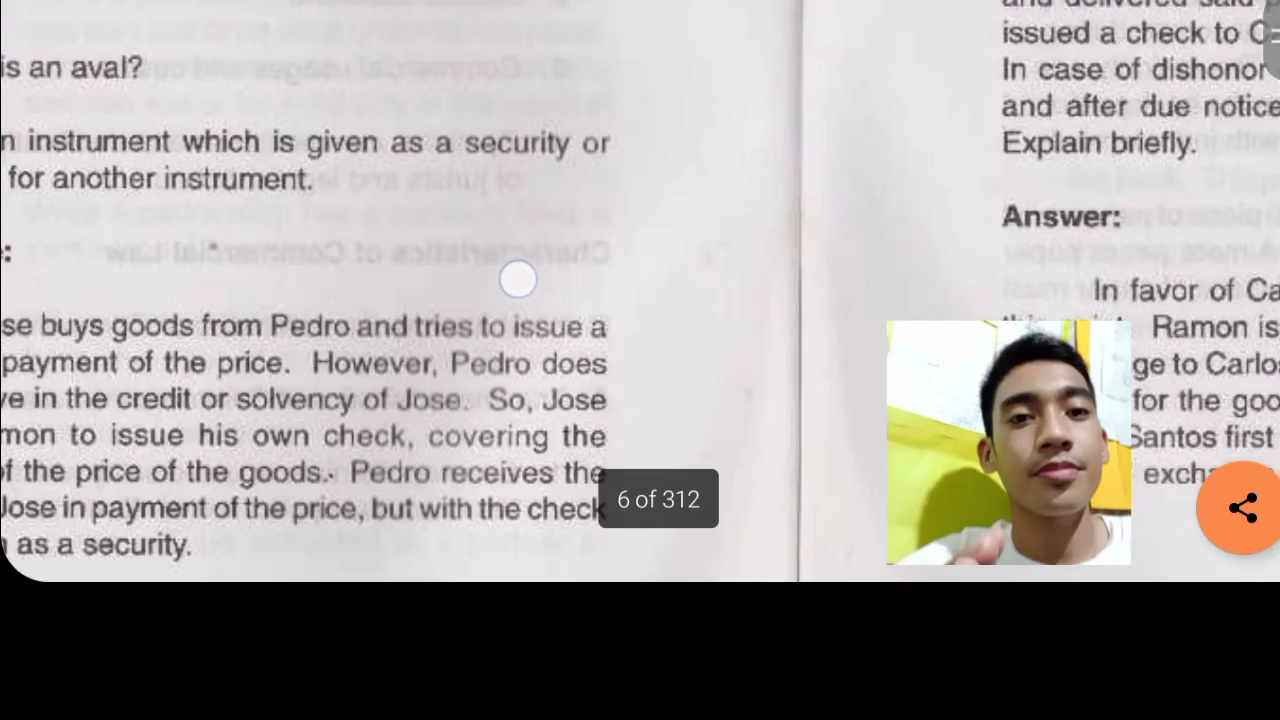 is an aval?
n instrument which is given as a security or
for another instrument.
e:
se buys goods from Pedro and tries to issue a
payment of the price. However, Pedro does
ve in the credit or solvency of Jose. So, Jose
mon to issue his own check, covering the
of the price of the goods. Pedro receives the
Jose in payment of the price, but with the check
as a security.
6 of 312
and delivered said
issued a check to C
In case of dishonor
and after due notice
Explain briefly.
Answer:
In favor of Ca
Ramon is
ge to Carlos
for the goo
Santos first